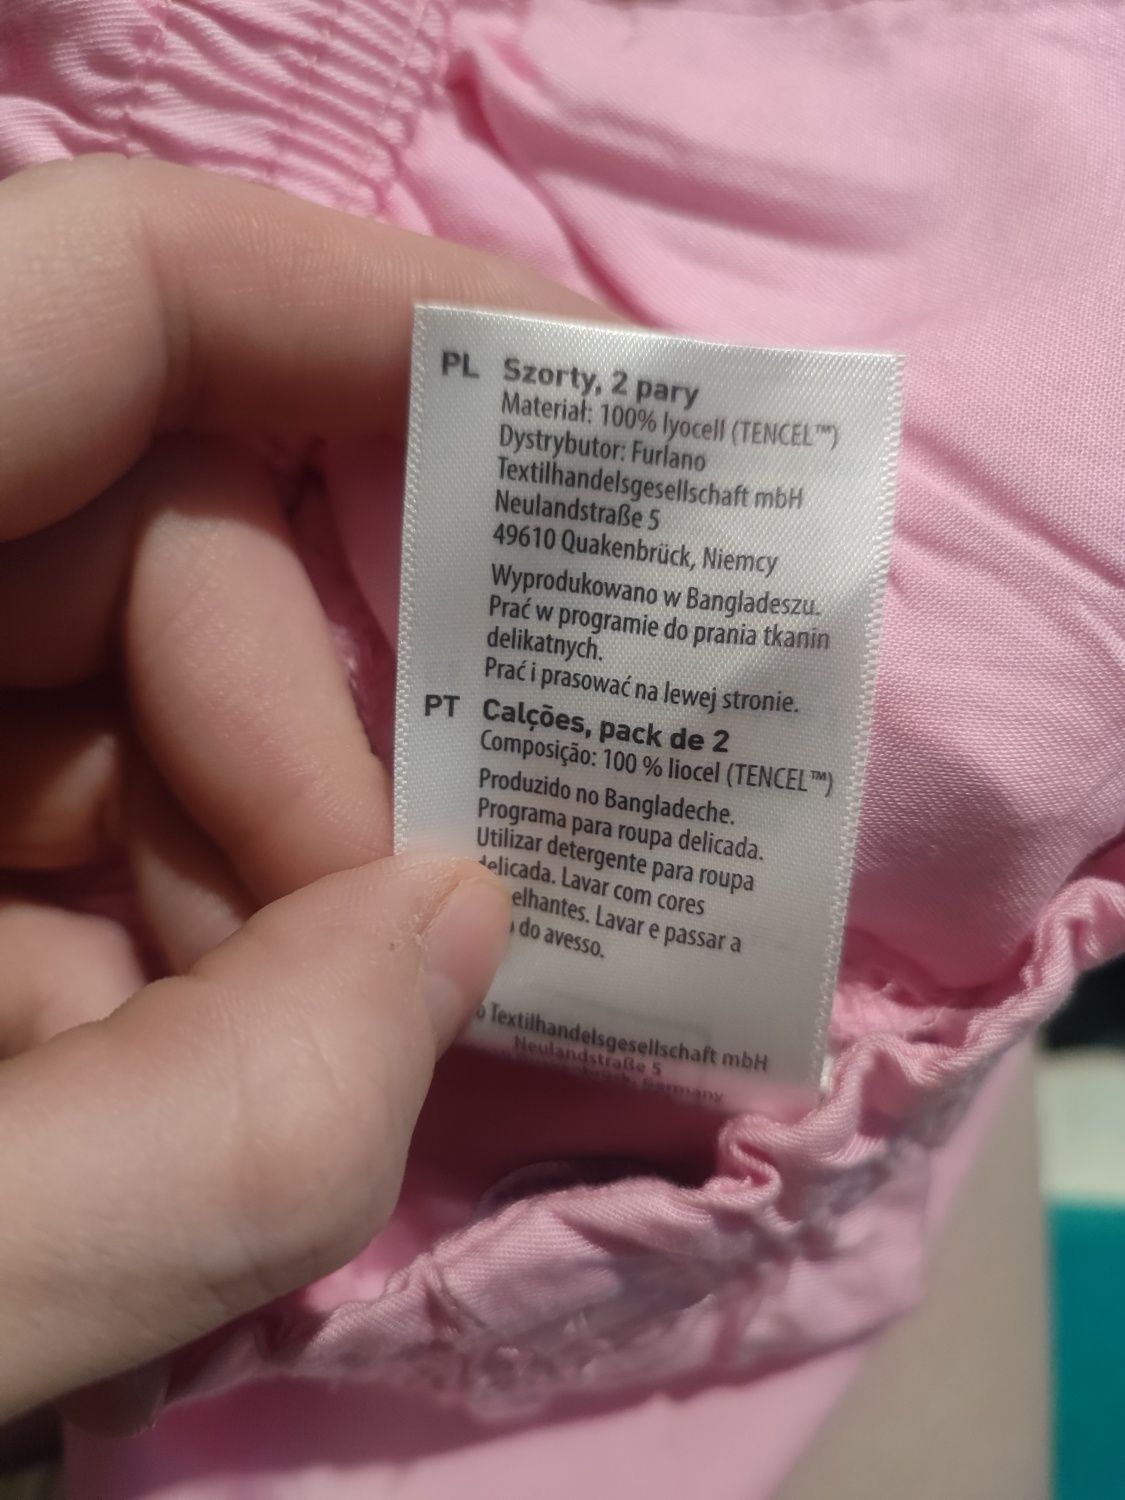 PL Szorty, 2 pary
Materiał: 100% lyocell (TENCEL™)
Dystrybutor: Furlano
Textilhandelsgesellschaft mbH
Neulandstraße 5
49610 Quakenbrück, Niemcy
Wyprodukowano w Bangladeszu.
Prać w programie do prania tkanin
delikatnych.
Prać i prasować na lewej stronie.
PT Calções, pack de 2
Composição: 100 % liocel (TENCEL™)
Produzido no Bangladeche.
Programa para roupa delicada.
Utilizar detergente para roupa
delicada. Lavar com cores
elhantes. Lavar e passar a
do avesso.
Textilhandelsgesellschaft mbH
Neulandstraße 5
Germany